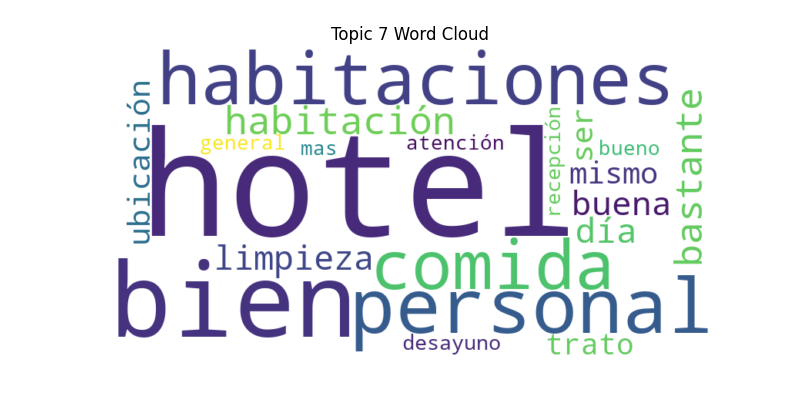 Topic 7 Word Cloud
habitaciones
ubicación
habitación
general
mas
atención
recepción
ser
bueno
bastante
hotel
mismo
buena
día
limpieza
comida
bien
personal
desayuno
trato